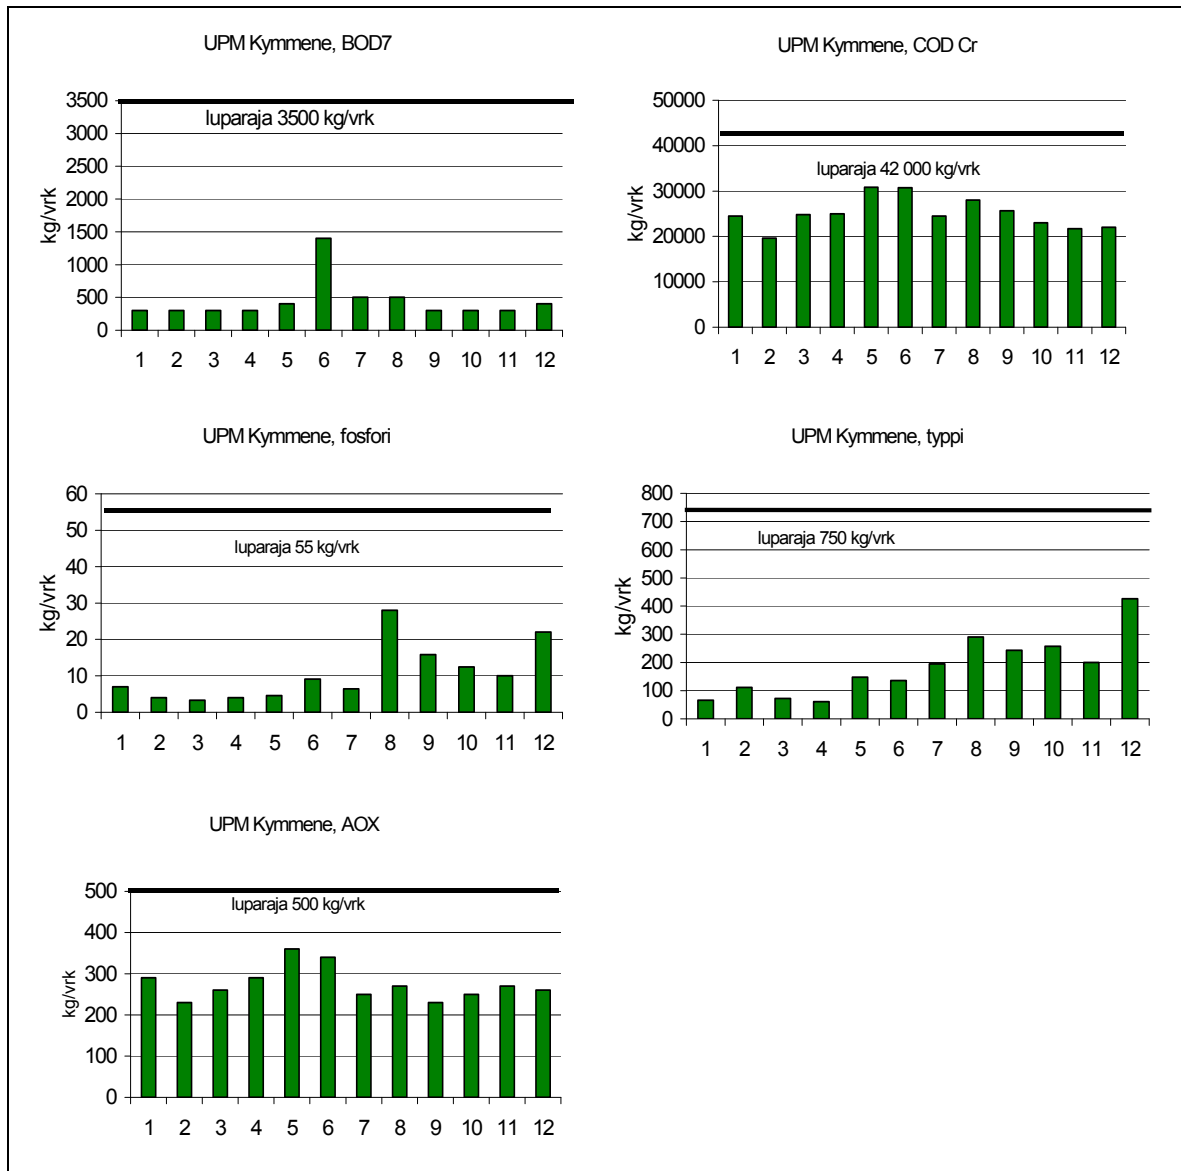 UPM Kymmene, BOD7
3500
3000
2500
2000
1500
1000
500
0
kg/vrk
luparaja 3500 kg/vrk
1 2 3 4 5 6 7 8 9 10 11 12
UPM Kymmene, COD Cr
50000
40000
30000
20000
10000
0
kg/vrk
luparaja 42 000 kg/vrk
1 2 3 4 5 6 7 8 9 10 11 12
UPM Kymmene, fosfori
60
50
40
30
20
10
0
kg/vrk
luparaja 55 kg/vrk
1 2 3 4 5 6 7 8 9 10 11 12
UPM Kymmene, typpi
800
700
600
500
400
300
200
100
0
kg/vrk
luparaja 750 kg/vrk
1 2 3 4 5 6 7 8 9 10 11 12
UPM Kymmene, AOX
500
400
300
200
100
0
kg/vrk
luparaja 500 kg/vrk
1 2 3 4 5 6 7 8 9 10 11 12